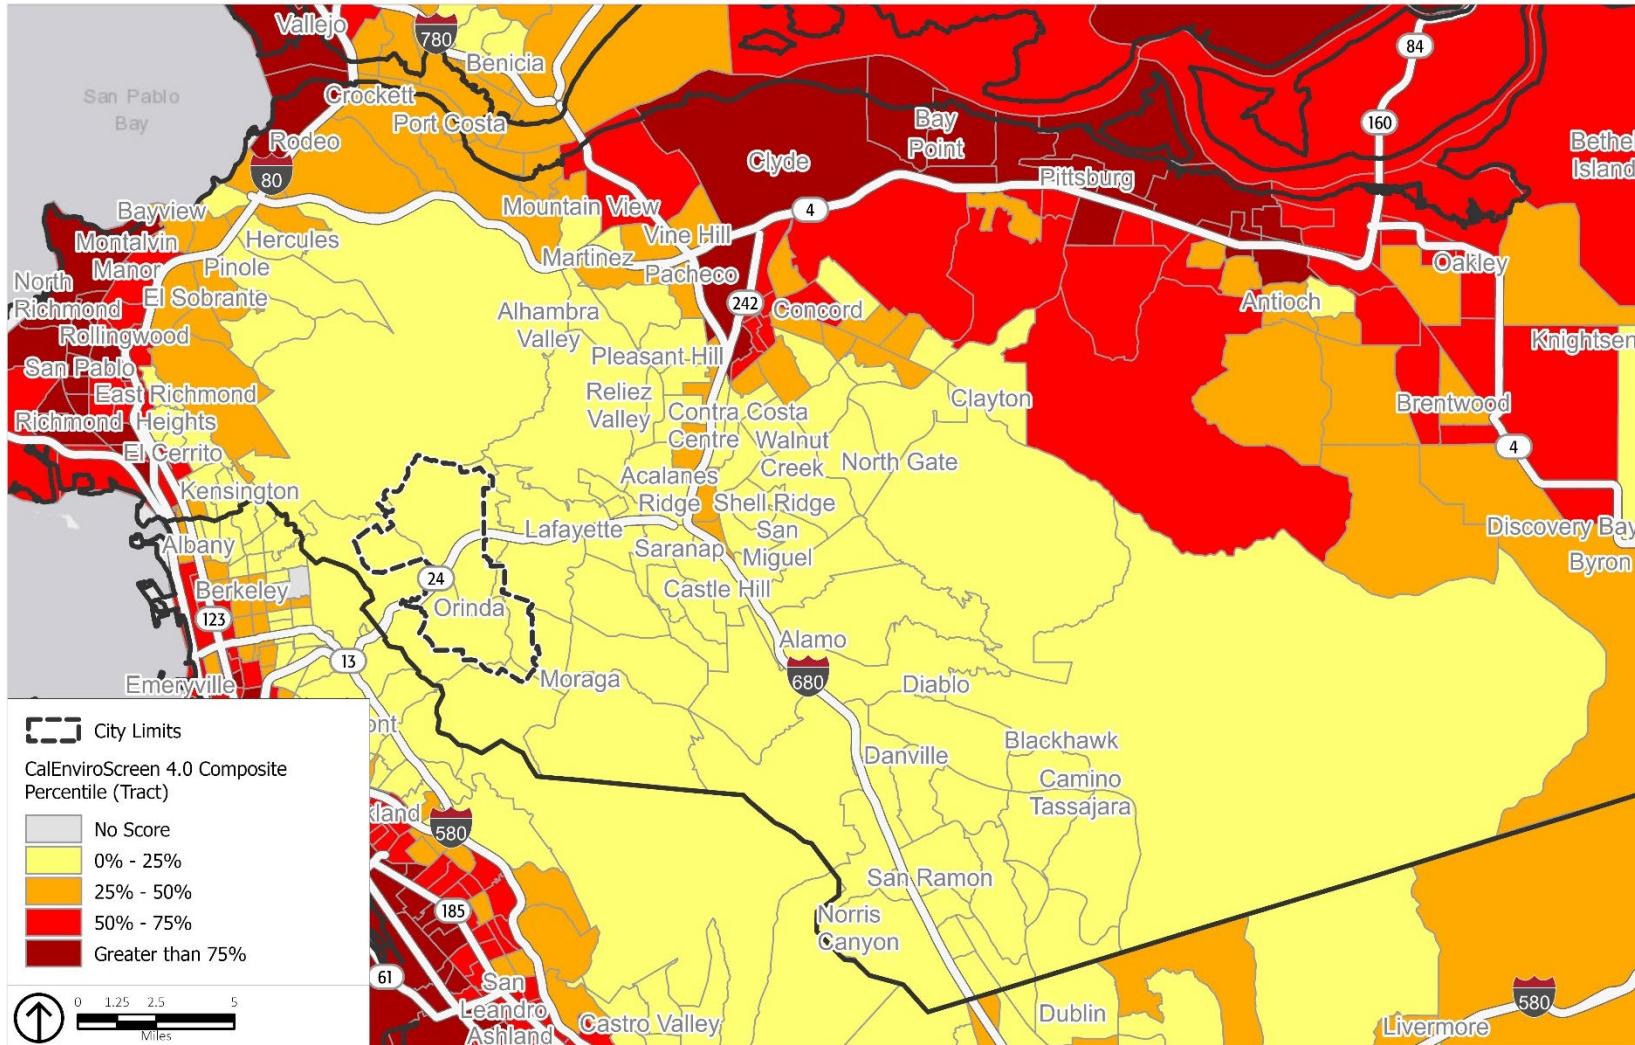 Vallejo
780
Benicia
84
San Pablo
Bay
Crockett
Port Costa
160
Rodeo
Bay
Point
Clyde
Bethel
Island
80
Pittsburg
4
Bayview
Mountain View
Montalvin
Manor
Hercules
Vine Hill
Pinole
Martinez
Pacheco
Oakley
North
Richmond
El Sobrante
242
Concord
Antioch
Alhambra
Valley
Rollingwood
Knightsen
San Pablo
Pleasant Hill
East Richmond
Heights
Reliez
Valley
Clayton
Richmond
Contra Costa
Centre
Brentwood
El Cerrito
Walnut
Creek
North Gate
4
Kensington
Acalanes
Ridge
Shell Ridge
Lafayette
San
Miguel
Discovery Bay
Albany
Saranap
Byron
24
Berkeley
Castle Hill
Orinda
123
Alamo
13
Moraga
680
Emeryville
Diablo
ont
Blackhawk
Danville
Camino
Tassajara
kland
580
San Ramon
185
Norris
Canyon
61
San
Leandro
Ashland
Castro Valley
Dublin
580
Livermore
City Limits
CalEnviroScreen 4.0 Composite
Percentile (Tract)
No Score
0% - 25%
25% - 50%
50% - 75%
Greater than 75%
0 1.25 2.5 5
Miles